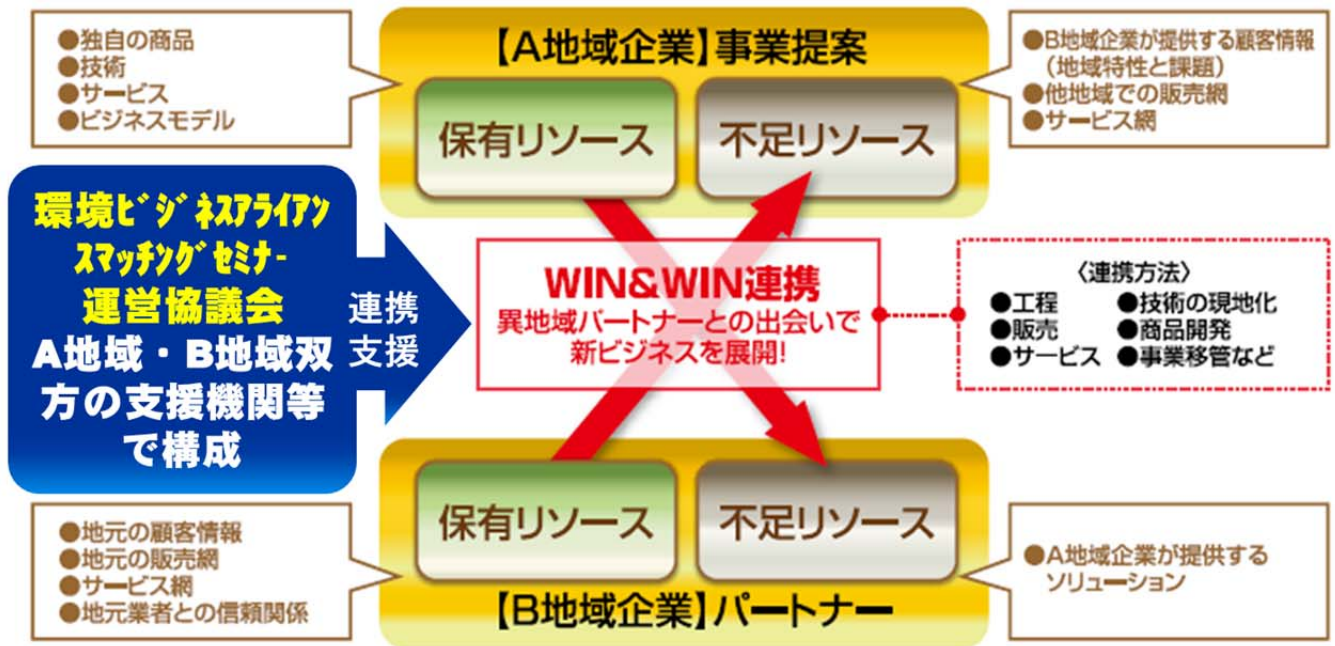 ●独自の商品
●技術
●サービス
●ビジネスモデル
【A地域企業】事業提案
保有リソース
不足リソース
●B地域企業が提供する顧客情報
（地域特性と課題）
●他地域での販売網
●サービス網
環境ﾋﾞｼﾞﾈｽｱﾗｲｱﾝ
ｽﾏｯﾁﾝｸﾞｾﾐﾅｰ
運営協議会
A地域・B地域双
方の支援機関等
で構成
連携
支援
WIN&WIN連携
異地域パートナーとの出会いで
新ビジネスを展開!
〈連携方法〉
●工程 ●技術の現地化
●販売 ●商品開発
●サービス ●事業移管など
●地元の顧客情報
●地元の販売網
●サービス網
●地元業者との信頼関係
保有リソース
不足リソース
【B地域企業】パートナー
●A地域企業が提供する
ソリューション